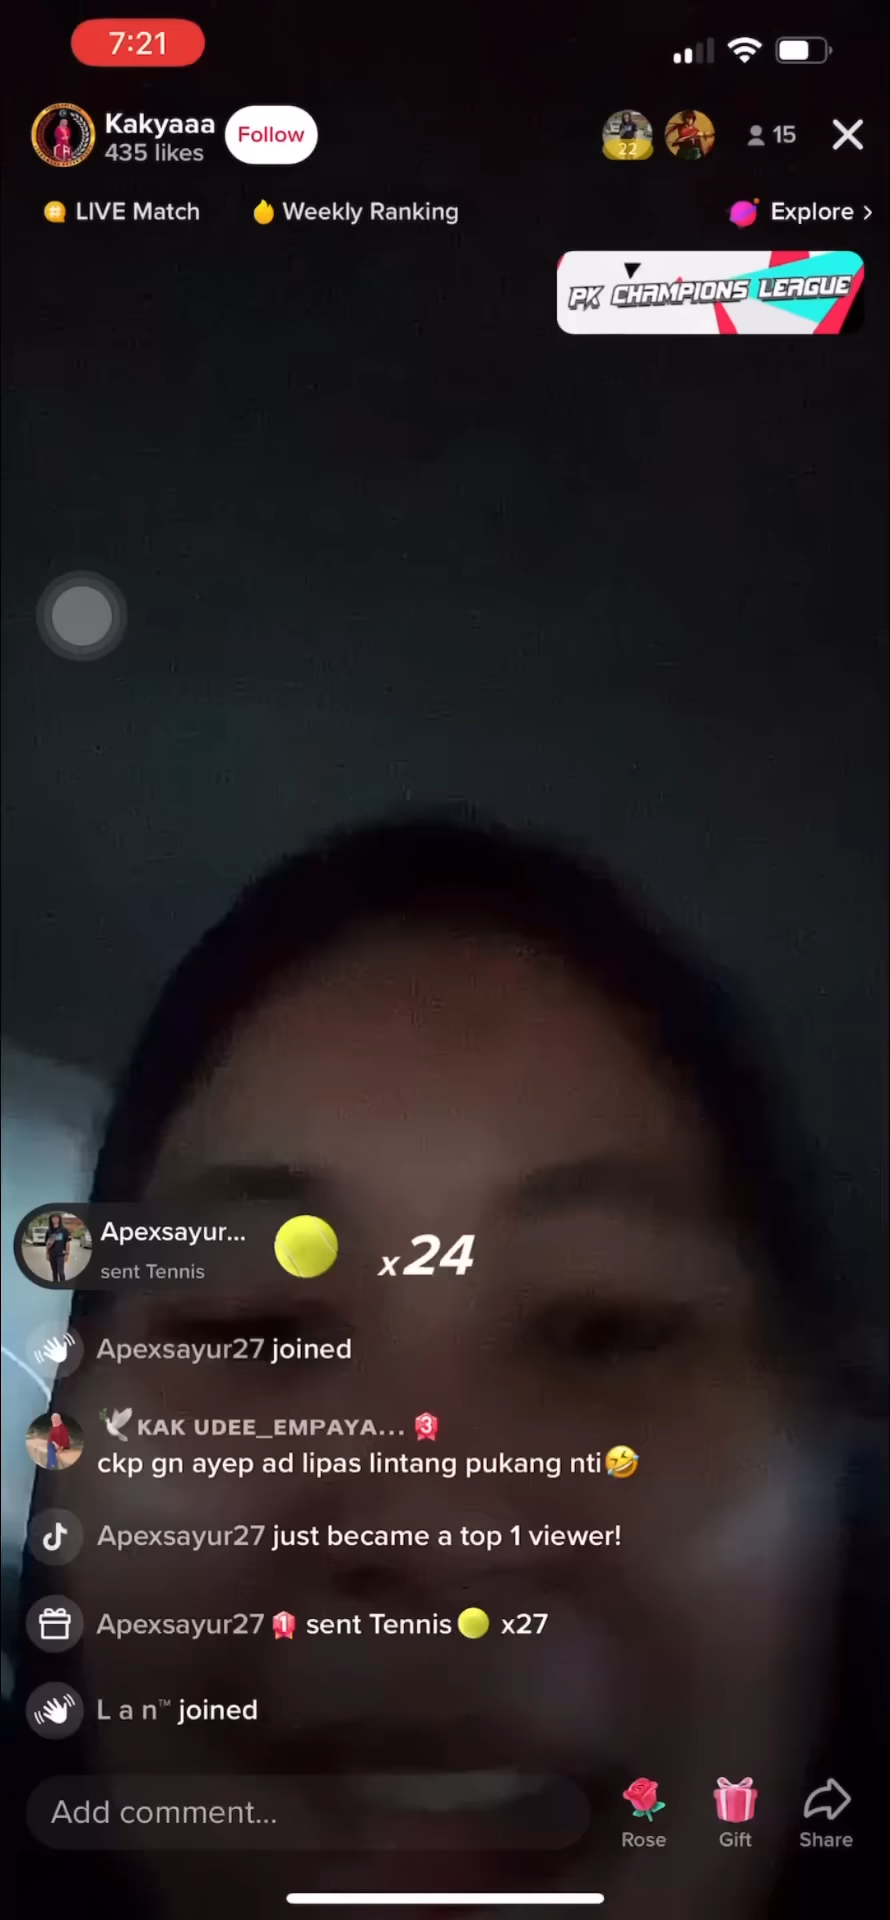 7:21
Kakyaaa
435 likes
Follow
22
15
LIVE Match
Weekly Ranking
Explore >
PK CHAMPIONS LEAGUE
Apexsayur...
sent Tennis
x24
Apexsayur27 joined
🕊KAK UDEE_EMPAYA... 3
ckp gn ayep ad lipas lintang pukang nti🤣
Apexsayur27 just became a top 1 viewer!
Apexsayur27 1 sent Tennis🎾 x27
L a n™ joined
Add comment...
Rose
Gift
Share